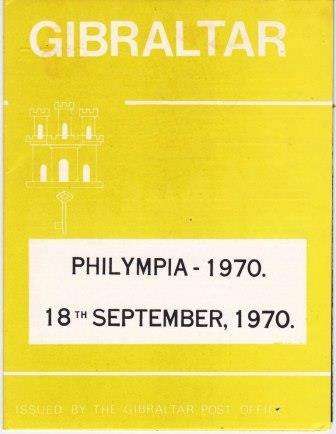 GIBRALTAR
PHILYMPIA - 1970.
18TH SEPTEMBER, 1970.
ISSUED BY THE GIBRALTAR POST OFFICE